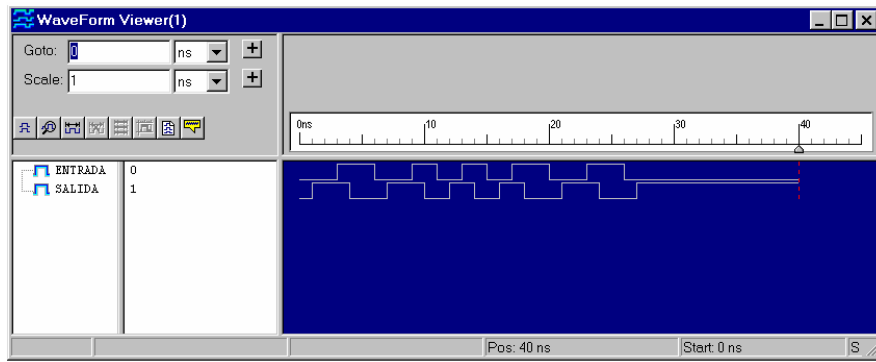 WaveForm Viewer(1)
Goto: 0 ns
Scale: 1 ns
0ns 10 20 30 40
ENTRADA 0
SALIDA 1
Pos: 40 ns Start: 0 ns S